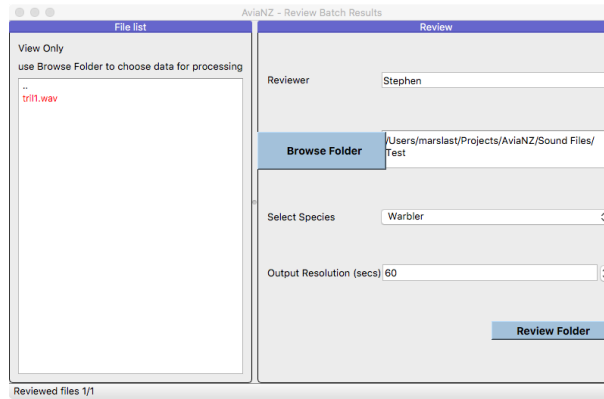 AviaNZ - Review Batch Results
File list
View Only
use Browse Folder to choose data for processing
..
tril1.wav
Review
Reviewer
Stephen
Browse Folder
/Users/marslast/Projects/AviaNZ/Sound Files/
Test
Select Species
Warbler
Output Resolution (secs)
60
Review Folder
Reviewed files 1/1